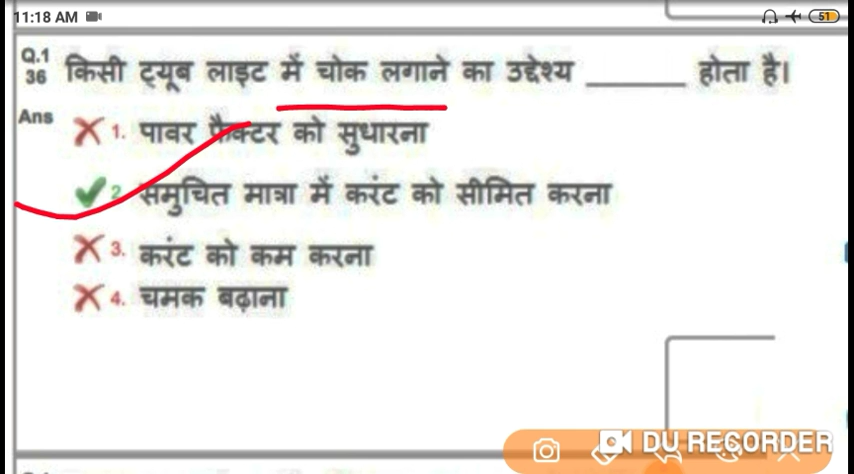 11:18 AM
51
Q.1
36 किसी ट्यूब लाइट में चोक लगाने का उद्देश्य ______ होता है।
Ans
1. पावर फैक्टर को सुधारना
2. समुचित मात्रा में करंट को सीमित करना
3. करंट को कम करना
4. चमक बढ़ाना
DU RECORDER